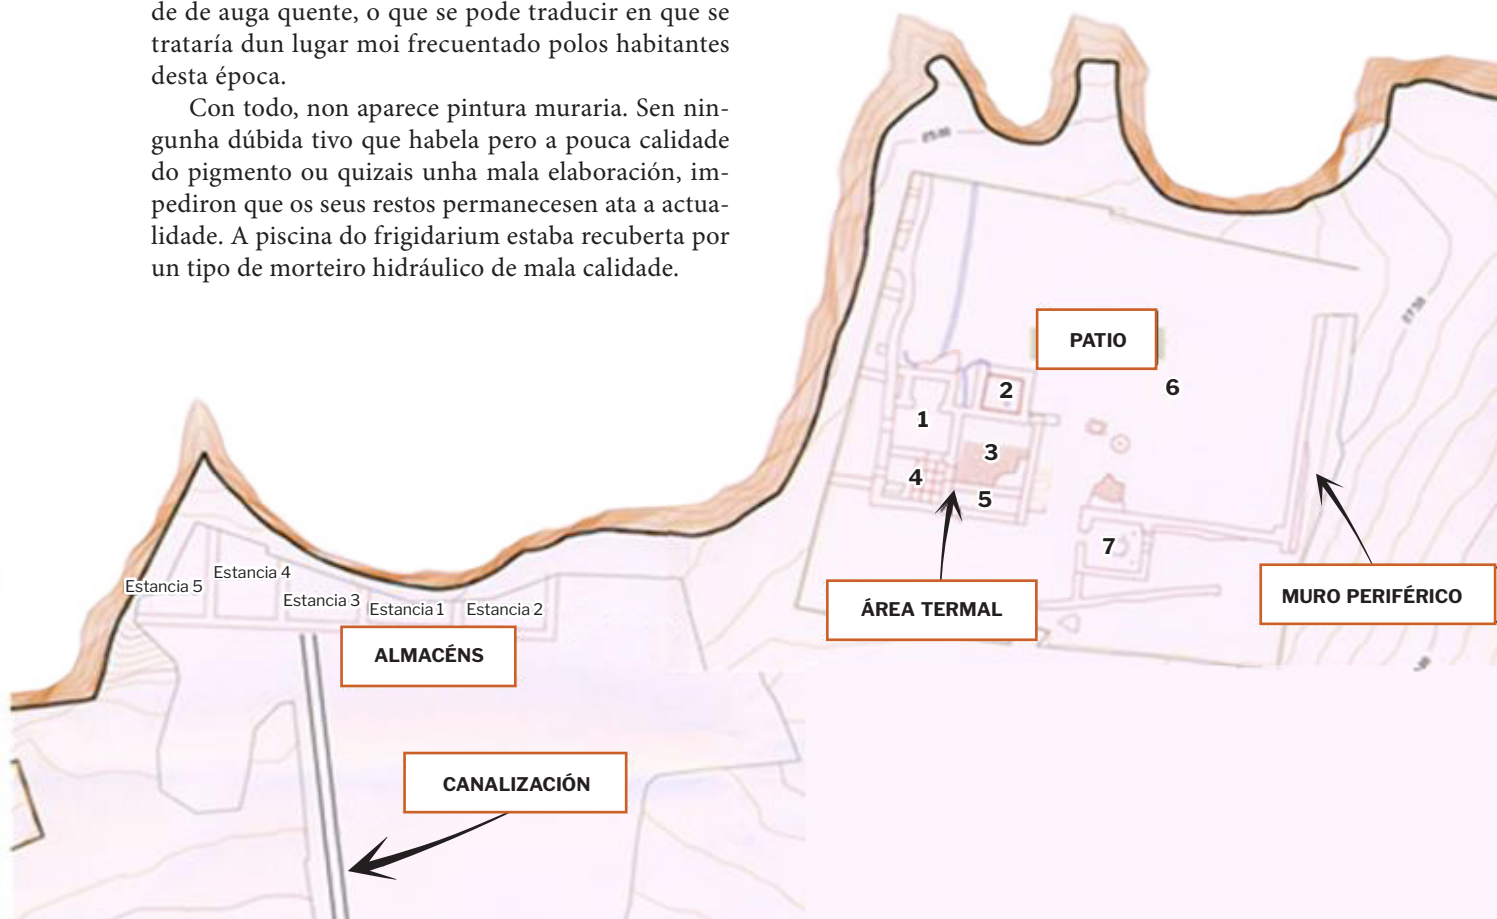 de de auga quente, o que se pode traducir en que se
trataría dun lugar moi frecuentado polos habitantes
desta época.
Con todo, non aparece pintura muraria. Sen nin-
gunha dúbida tivo que habela pero a pouca calidade
do pigmento ou quizais unha mala elaboración, im-
pediron que os seus restos permanecesen ata a actua-
lidade. A piscina do frigidarium estaba recuberta por
un tipo de morteiro hidráulico de mala calidade.
PATIO
6
2
1
3
4
5
7
ÁREA TERMAL
MURO PERIFÉRICO
Estancia 5
Estancia 4
Estancia 3
Estancia 1
Estancia 2
ALMACÉNS
CANALIZACIÓN